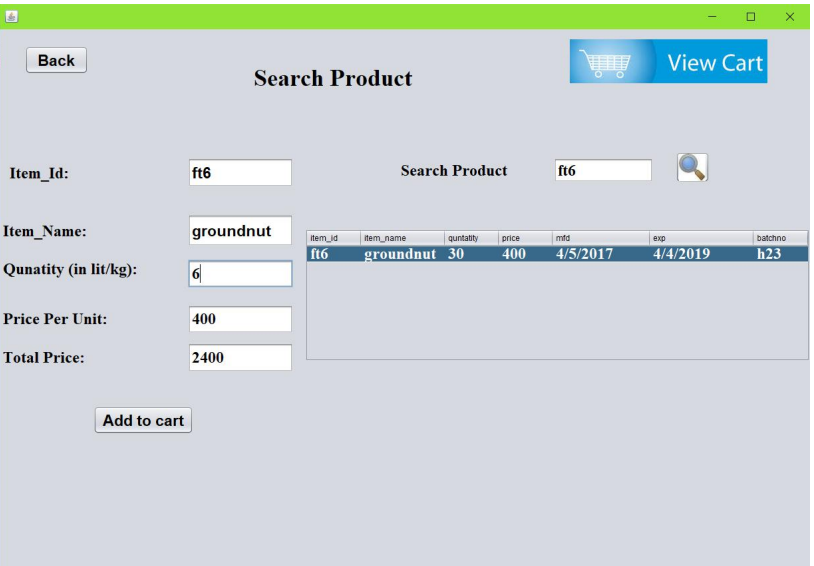 Back
View Cart
Search Product
Item_Id:
ft6
Search Product
ft6
Item_Name:
groundnut
Qunatity (in lit/kg):
6
Price Per Unit:
400
Total Price:
2400
item_id item_name quntatity price mfd exp batchno
ft6 groundnut 30 400 4/5/2017 4/4/2019 h23
Add to cart